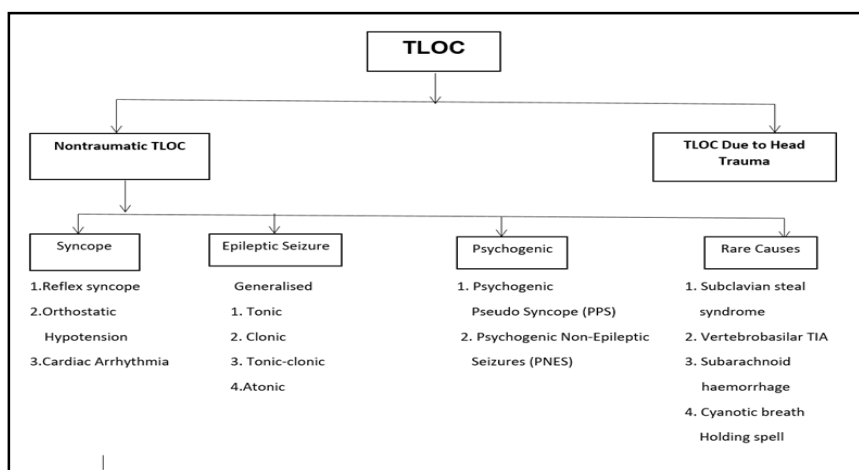 TLOC
Nontraumatic TLOC
TLOC Due to Head
Trauma
Syncope
1.Reflex syncope
2.Orthostatic
Hypotension
3.Cardiac Arrhythmia
Epileptic Seizure
Generalised
1. Tonic
2. Clonic
3. Tonic-clonic
4.Atonic
Psychogenic
1. Psychogenic
Pseudo Syncope (PPS)
2. Psychogenic Non-Epileptic
Seizures (PNES)
Rare Causes
1. Subclavian steal
syndrome
2. Vertebrobasilar TIA
3. Subarachnoid
haemorrhage
4. Cyanotic breath
Holding spell